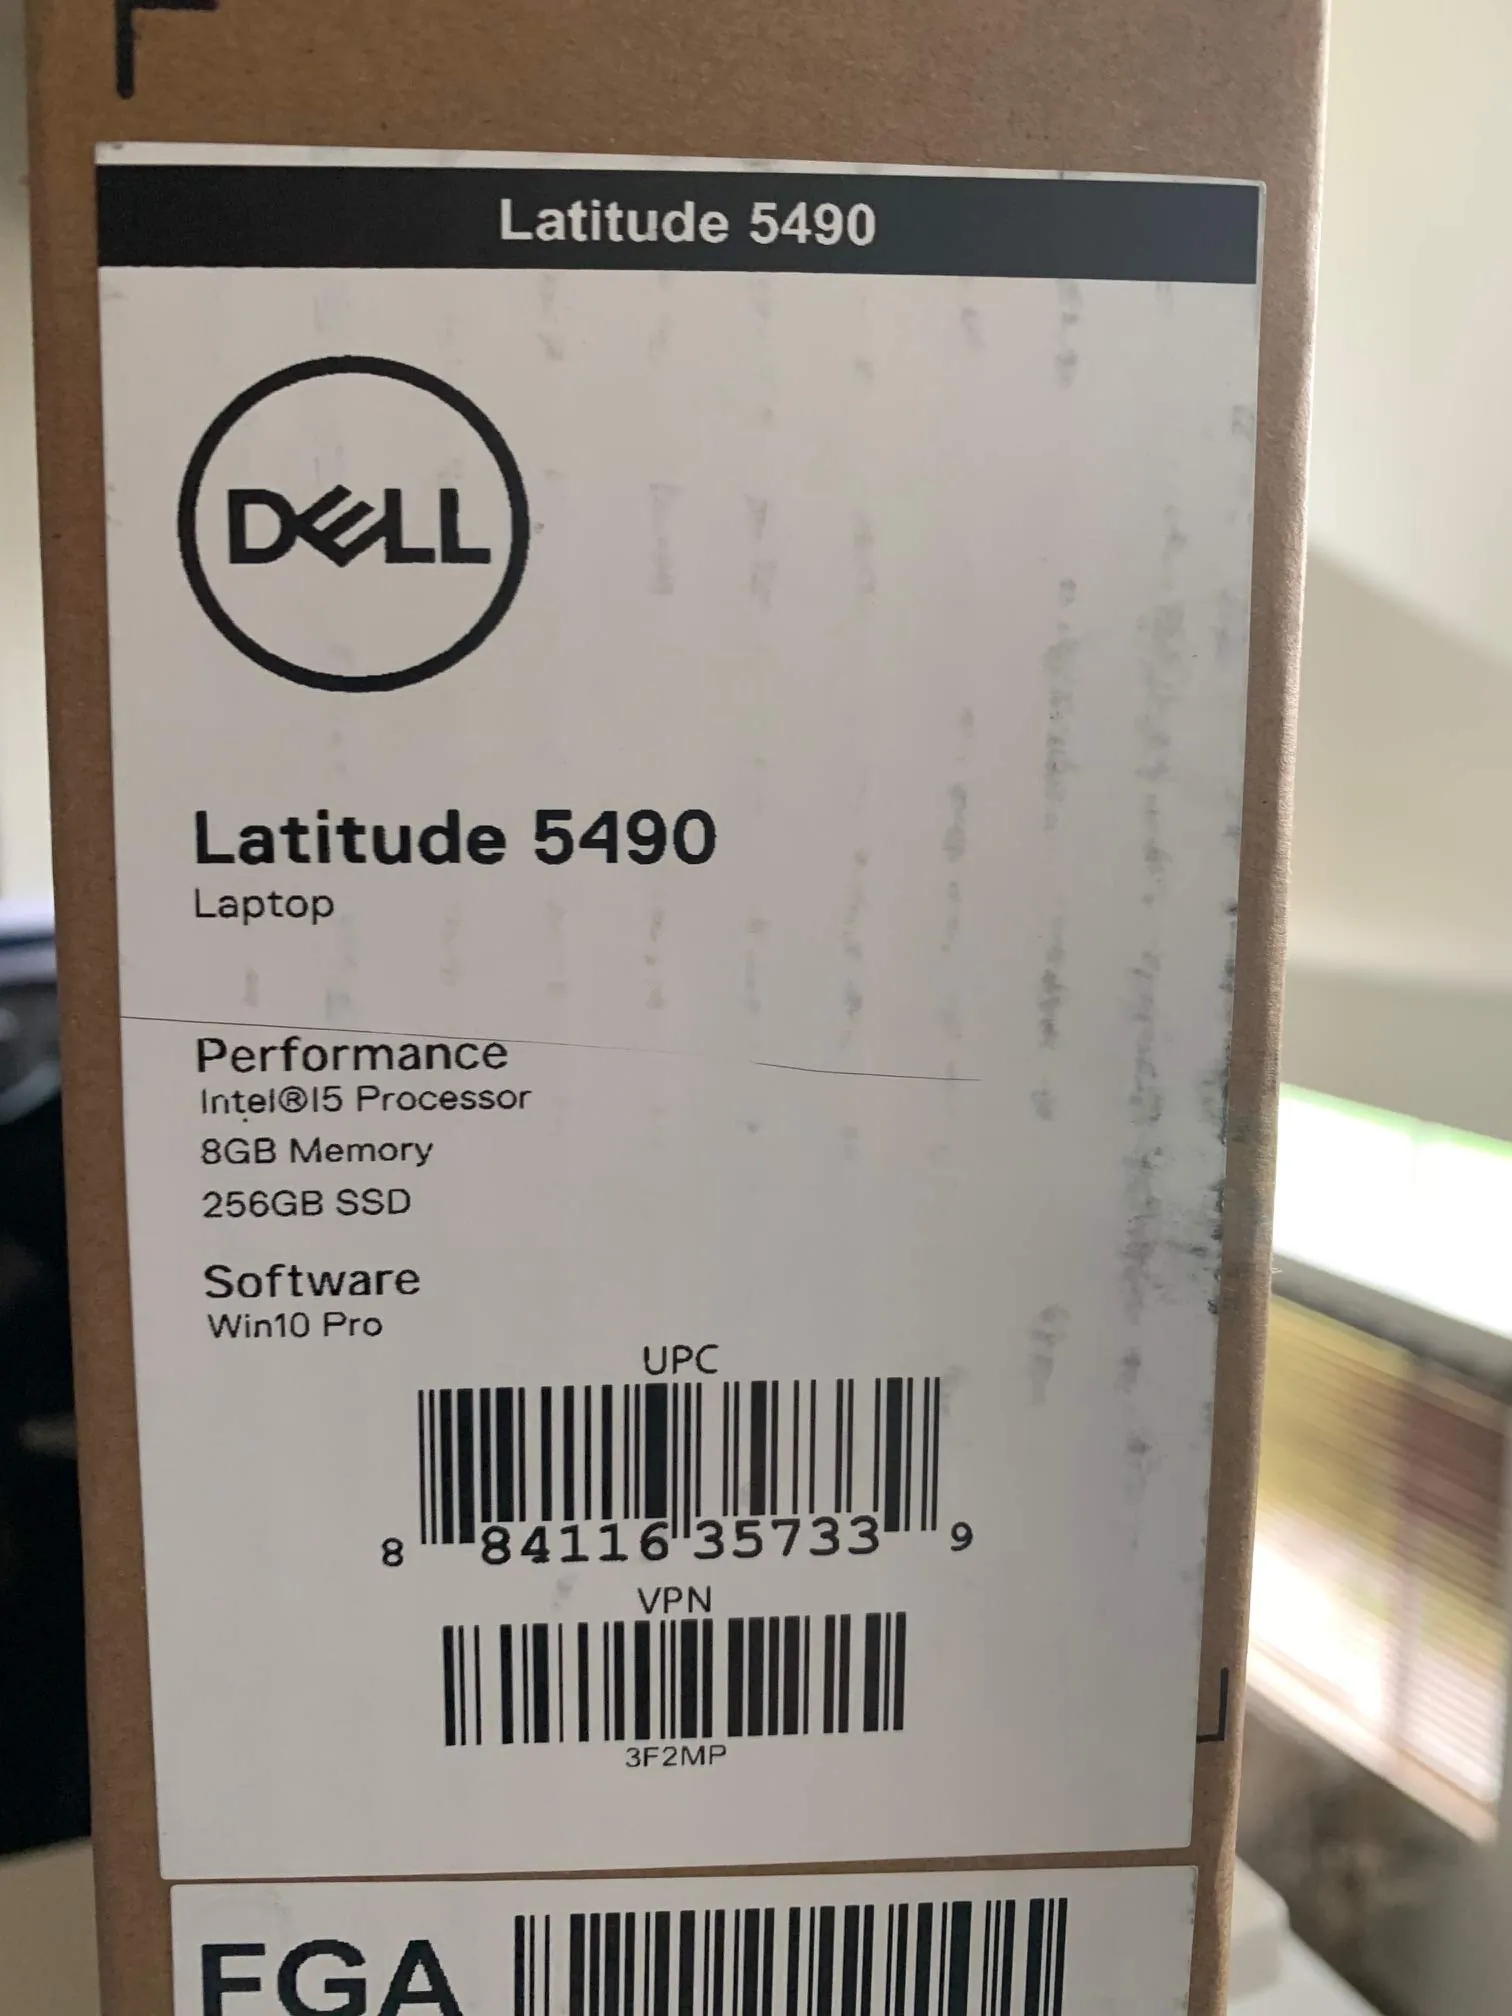 Latitude 5490
DELL
Latitude 5490
Laptop
Performance
Intel®I5 Processor
8GB Memory
256GB SSD
Software
Win10 Pro
UPC
8 84116 35733 9
VPN
3F2MP
FGA